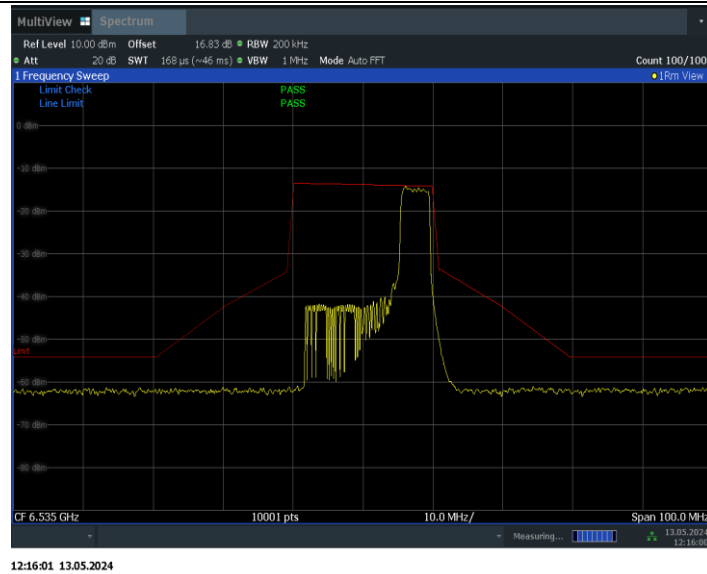 MultiView Spectrum
Ref Level 10.00 dBm Offset 16.83 dB RBW 200 kHz
Att 20 dB SWT 168 µs (~46 ms) VBW 1 MHz Mode Auto FFT Count 100/100
1 Frequency Sweep 1Rm View
Limit Check PASS
Line Limit PASS
0 dBm
-10 dBm
-20 dBm
-30 dBm
-40 dBm
-50 dBm
Limit
-60 dBm
-70 dBm
-80 dBm
CF 6.535 GHz 10001 pts 10.0 MHz/ Span 100.0 MHz
Measuring... 13.05.2024
12:16:00
12:16:01 13.05.2024